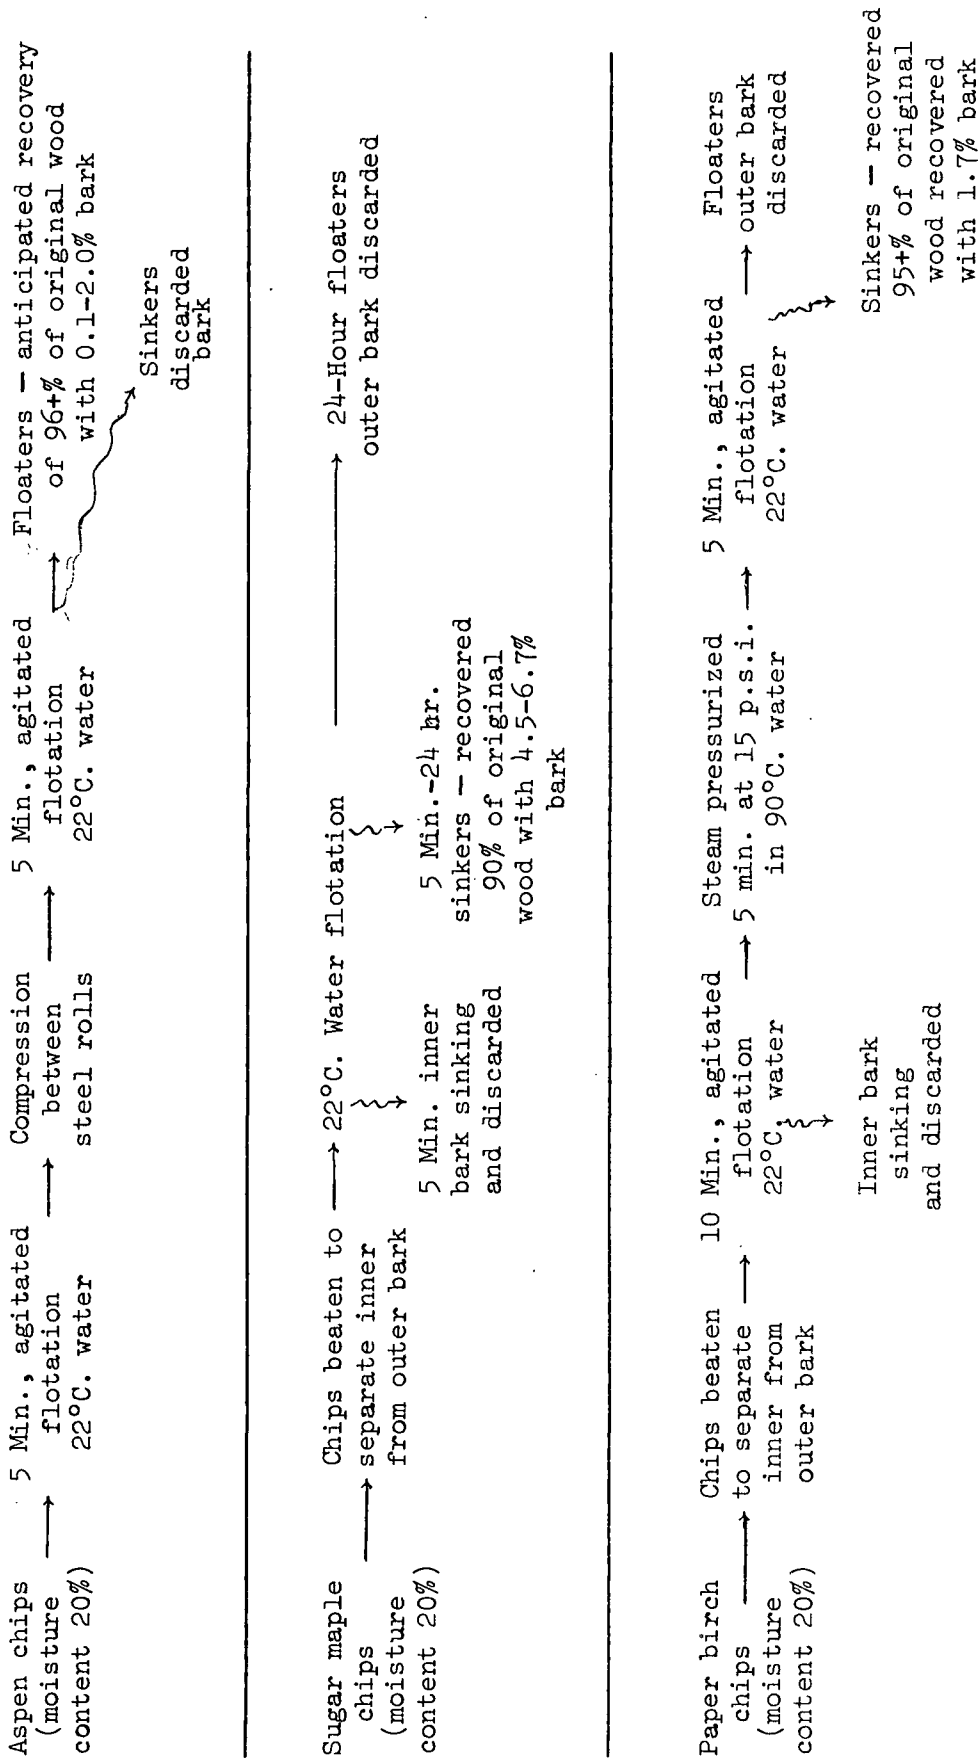 Aspen chips
(moisture
content 20%)
5 Min., agitated
flotation
22°C. water
Compression
between
steel rolls
5 Min., agitated
flotation
22°C. water
Floaters — anticipated recovery
of 96+% of original wood
with 0.1-2.0% bark
Sinkers
discarded
bark
Sugar maple
chips
(moisture
content 20%)
Chips beaten to
separate inner
from outer bark
22°C. Water flotation
5 Min. inner
bark sinking
and discarded
5 Min.-24 hr.
sinkers — recovered
90% of original
wood with 4.5-6.7%
bark
24-Hour floaters
outer bark discarded
Paper birch
chips
(moisture
content 20%)
Chips beaten
to separate
inner from
outer bark
10 Min., agitated
flotation
22°C. water
Inner bark
sinking
and discarded
Steam pressurized
5 min. at 15 p.s.i.
in 90°C. water
5 Min., agitated
flotation
22°C. water
Floaters
outer bark
discarded
Sinkers — recovered
95+% of original
wood recovered
with 1.7% bark